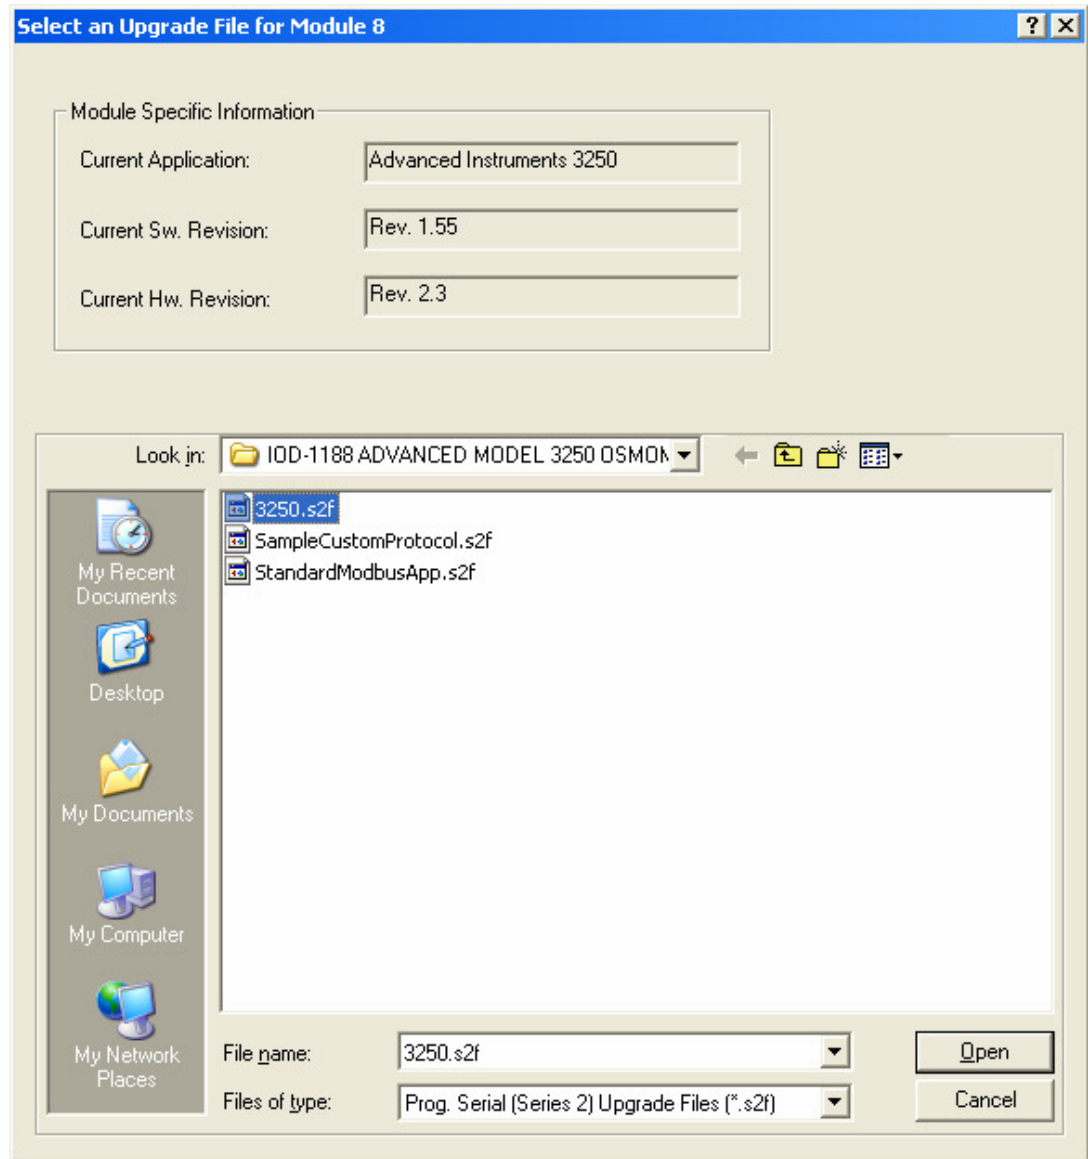 Select an Upgrade File for Module 8
Module Specific Information
Current Application: Advanced Instruments 3250
Current Sw. Revision: Rev. 1.55
Current Hw. Revision: Rev. 2.3
Look in: IOD-1188 ADVANCED MODEL 3250
3250.s2f
SampleCustomProtocol.s2f
StandardModbusApp.s2f
My Recent
Documents
Desktop
My Documents
My Computer
My Network
Places
File name: 3250.s2f
Open
Files of type: Prog. Serial (Series 2) Upgrade Files (*.s2f)
Cancel